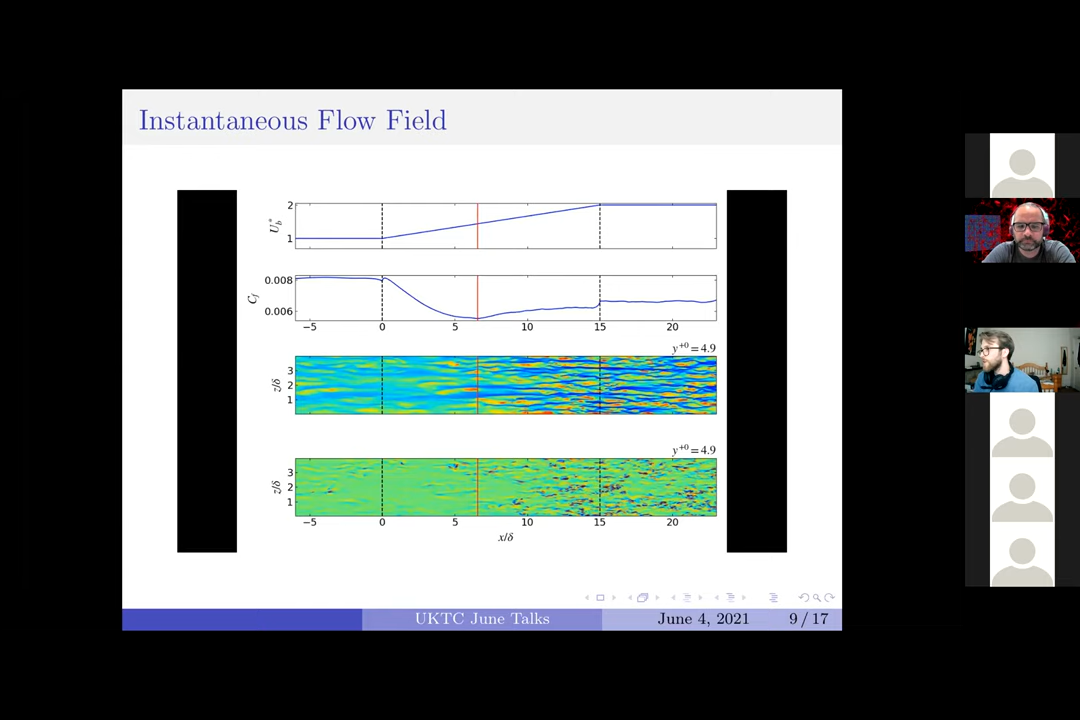 Instantaneous Flow Field
2
1
U_b^*
0.008
0.006
C_f
−5 0 5 10 15 20
y⁺⁰ = 4.9
3
2
1
z/δ
y⁺⁰ = 4.9
3
2
1
z/δ
−5 0 5 10 15 20
x/δ
UKTC June Talks June 4, 2021 9 / 17